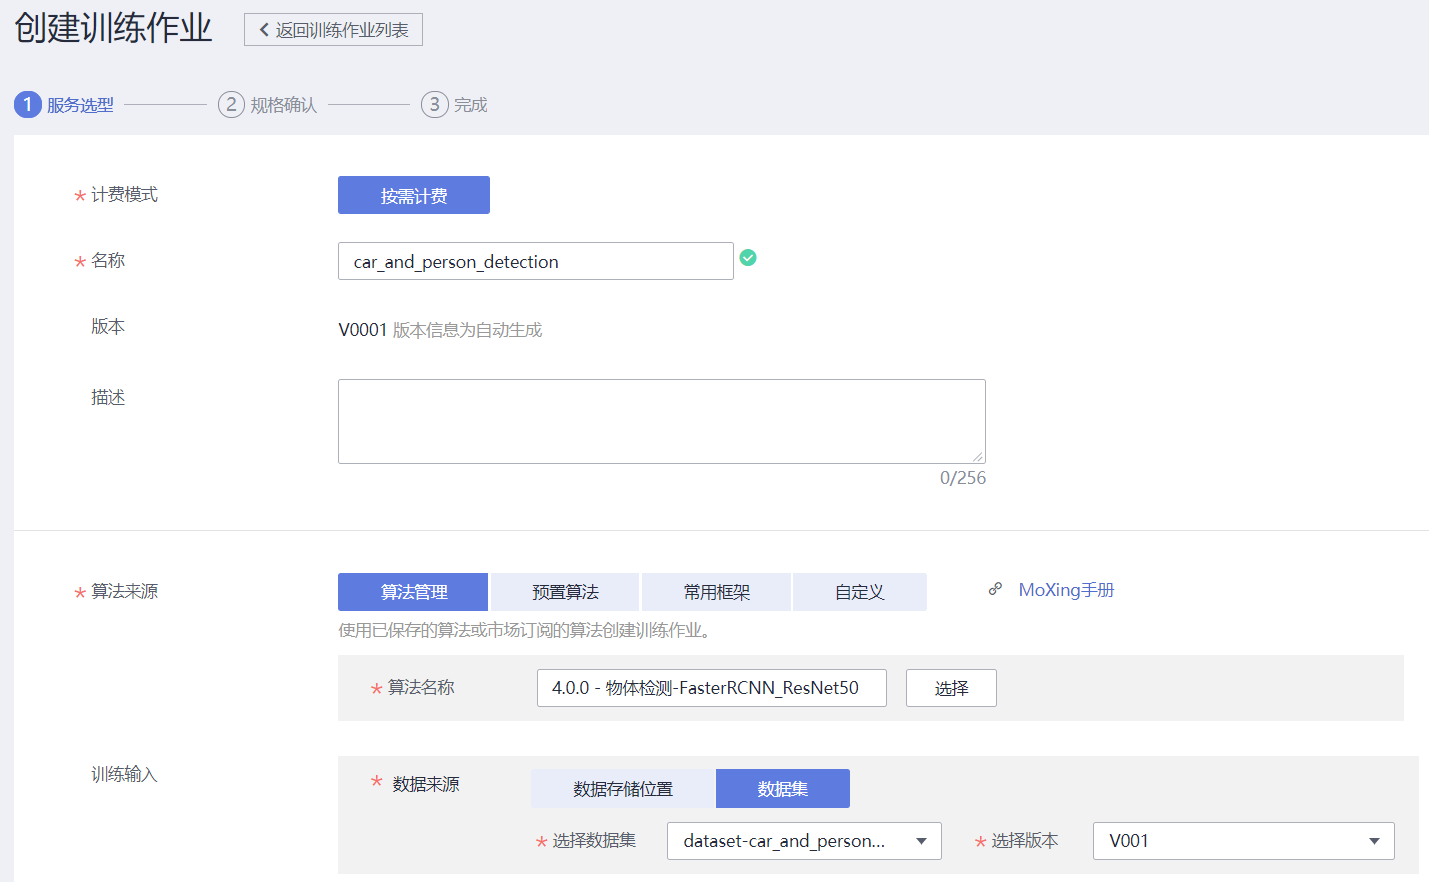 创建训练作业
返回训练作业列表
1 服务选型 2 规格确认 3 完成
* 计费模式 按需计费
* 名称 car_and_person_detection
版本 V0001 版本信息为自动生成
描述
0/256
* 算法来源 算法管理 预置算法 常用框架 自定义 MoXing手册
使用已保存的算法或市场订阅的算法创建训练作业。
* 算法名称 4.0.0 - 物体检测-FasterRCNN_ResNet50 选择
训练输入 * 数据来源 数据存储位置 数据集
* 选择数据集 dataset-car_and_person... * 选择版本 V001